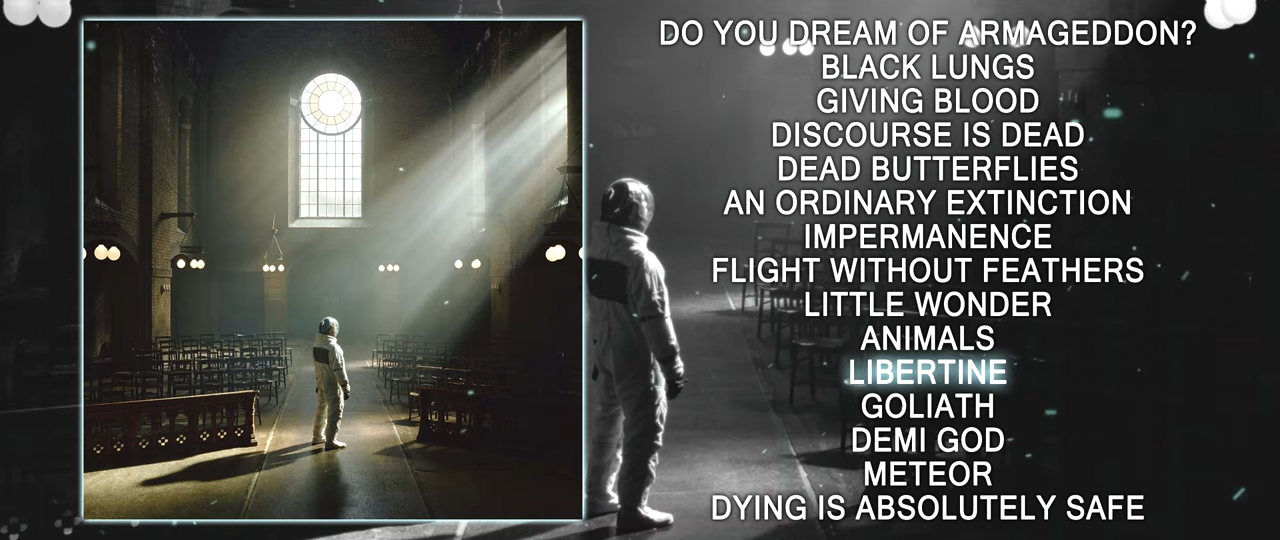 DO YOU DREAM OF ARMAGEDDON?
BLACK LUNGS
GIVING BLOOD
DISCOURSE IS DEAD
DEAD BUTTERFLIES
AN ORDINARY EXTINCTION
IMPERMANENCE
FLIGHT WITHOUT FEATHERS
LITTLE WONDER
ANIMALS
LIBERTINE
GOLIATH
DEMI GOD
METEOR
DYING IS ABSOLUTELY SAFE